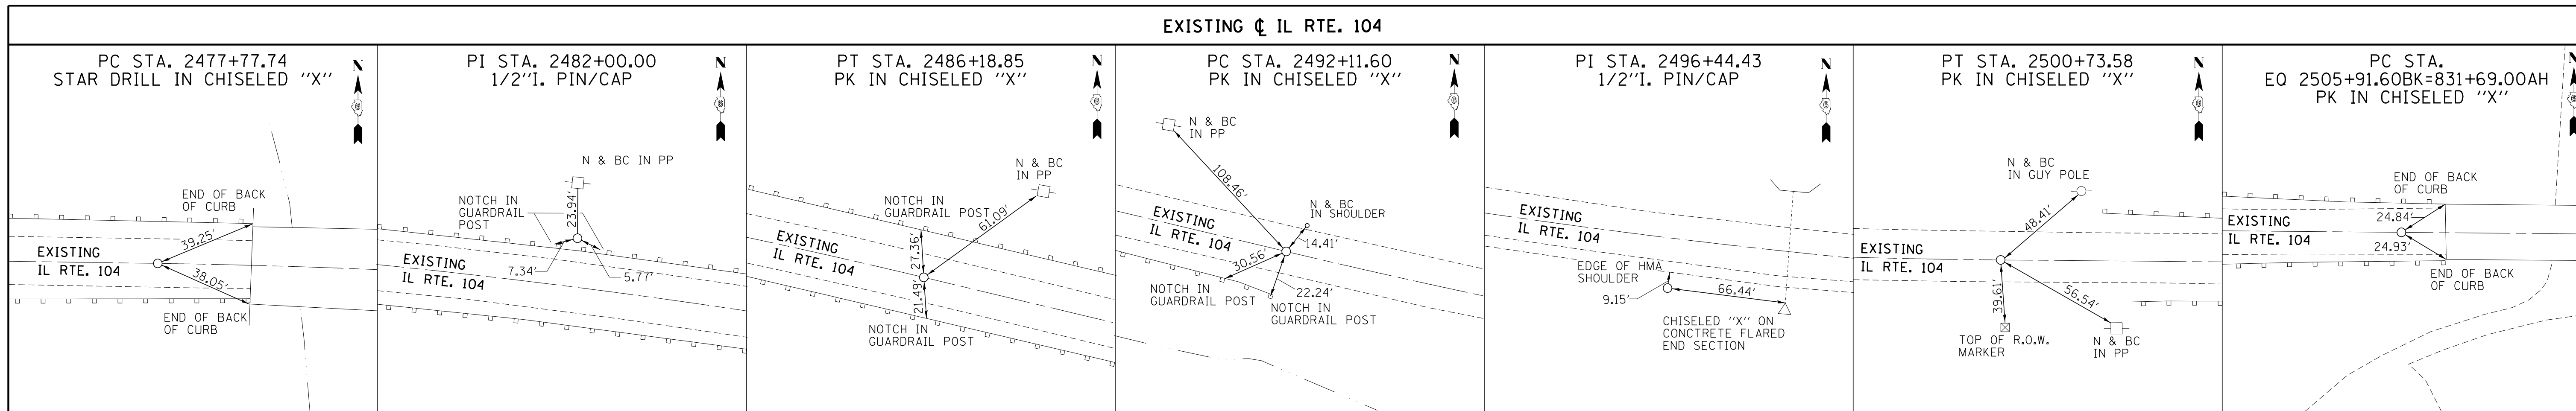 EXISTING ℄ IL RTE. 104
PC STA. 2477+77.74
STAR DRILL IN CHISELED "X"
N
END OF BACK
OF CURB
39.25'
EXISTING
IL RTE. 104
38.05'
END OF BACK
OF CURB
PI STA. 2482+00.00
1/2"I. PIN/CAP
N
N & BC IN PP
NOTCH IN
GUARDRAIL
POST
23.94'
7.34'
5.77'
EXISTING
IL RTE. 104
PT STA. 2486+18.85
PK IN CHISELED "X"
N
N & BC
IN PP
NOTCH IN
GUARDRAIL POST
61.09'
27.36'
EXISTING
IL RTE. 104
21.49'
NOTCH IN
GUARDRAIL POST
PC STA. 2492+11.60
PK IN CHISELED "X"
N
N & BC
IN PP
108.46'
N & BC
IN SHOULDER
EXISTING
IL RTE. 104
14.41'
30.56'
NOTCH IN
GUARDRAIL POST
22.24'
NOTCH IN
GUARDRAIL POST
PI STA. 2496+44.43
1/2"I. PIN/CAP
N
EXISTING
IL RTE. 104
EDGE OF HMA
SHOULDER
9.15'
66.44'
CHISELED "X" ON
CONCRETE FLARED
END SECTION
PT STA. 2500+73.58
PK IN CHISELED "X"
N
N & BC
IN GUY POLE
48.41'
EXISTING
IL RTE. 104
39.61'
56.54'
TOP OF R.O.W.
MARKER
N & BC
IN PP
PC STA.
EQ 2505+91.60BK=831+69.00AH
PK IN CHISELED "X"
N
END OF BACK
OF CURB
EXISTING
IL RTE. 104
24.84'
24.93'
END OF BACK
OF CURB